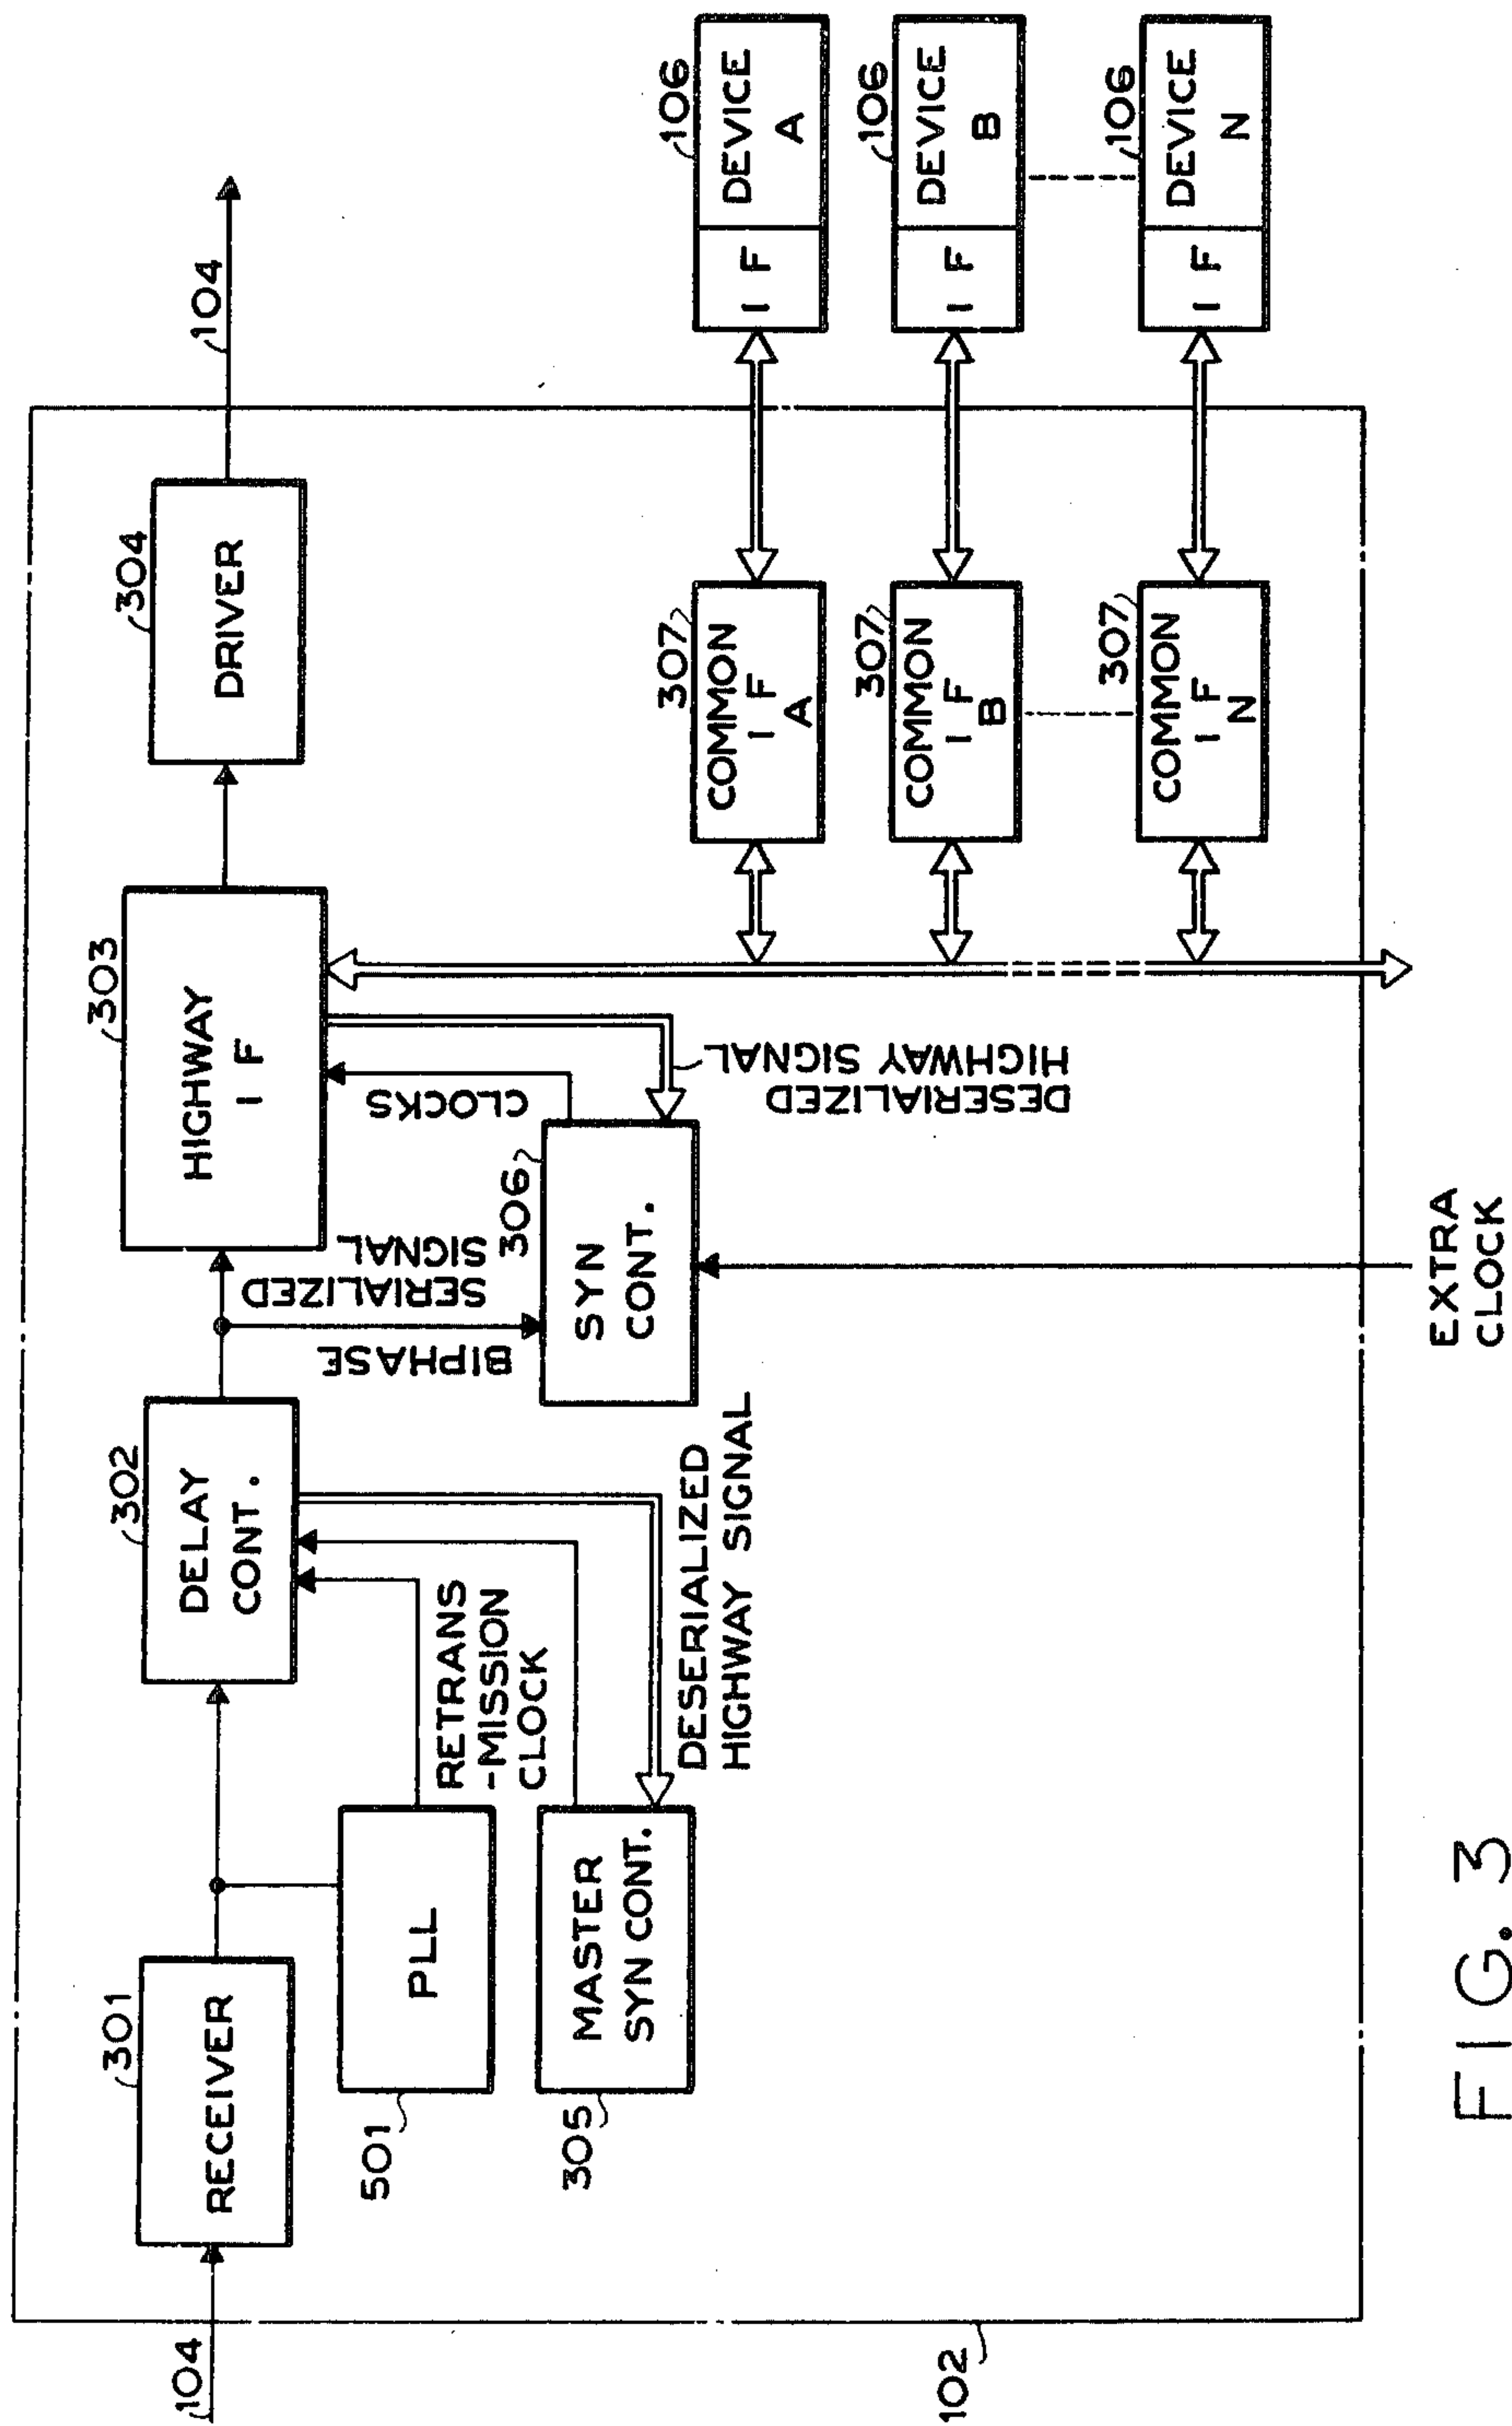 104
301
RECEIVER
501
PLL
305
MASTER
SYN CONT.
302
DELAY
CONT.
RETRANS
-MISSION
CLOCK
DESERIALIZED
HIGHWAY SIGNAL
BIPHASE
SERIALIZED
SIGNAL
306
SYN
CONT.
CLOCKS
DESERIALIZED
HIGHWAY SIGNAL
303
HIGHWAY
I F
304
DRIVER
104
307
COMMON
I F
A
307
COMMON
I F
B
307
COMMON
I F
N
106
I F
DEVICE
A
106
I F
DEVICE
B
106
I F
DEVICE
N
102
EXTRA
CLOCK
FIG. 3